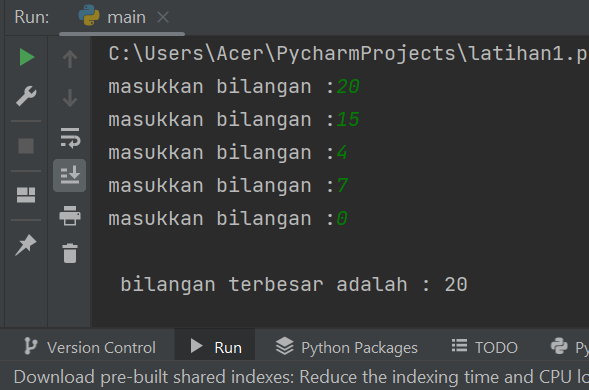 Run: main
C:\Users\Acer\PycharmProjects\latihan1.p
masukkan bilangan :20
masukkan bilangan :15
masukkan bilangan :4
masukkan bilangan :7
masukkan bilangan :0
bilangan terbesar adalah : 20
Version Control Run Python Packages TODO Py
Download pre-built shared indexes: Reduce the indexing time and CPU lo